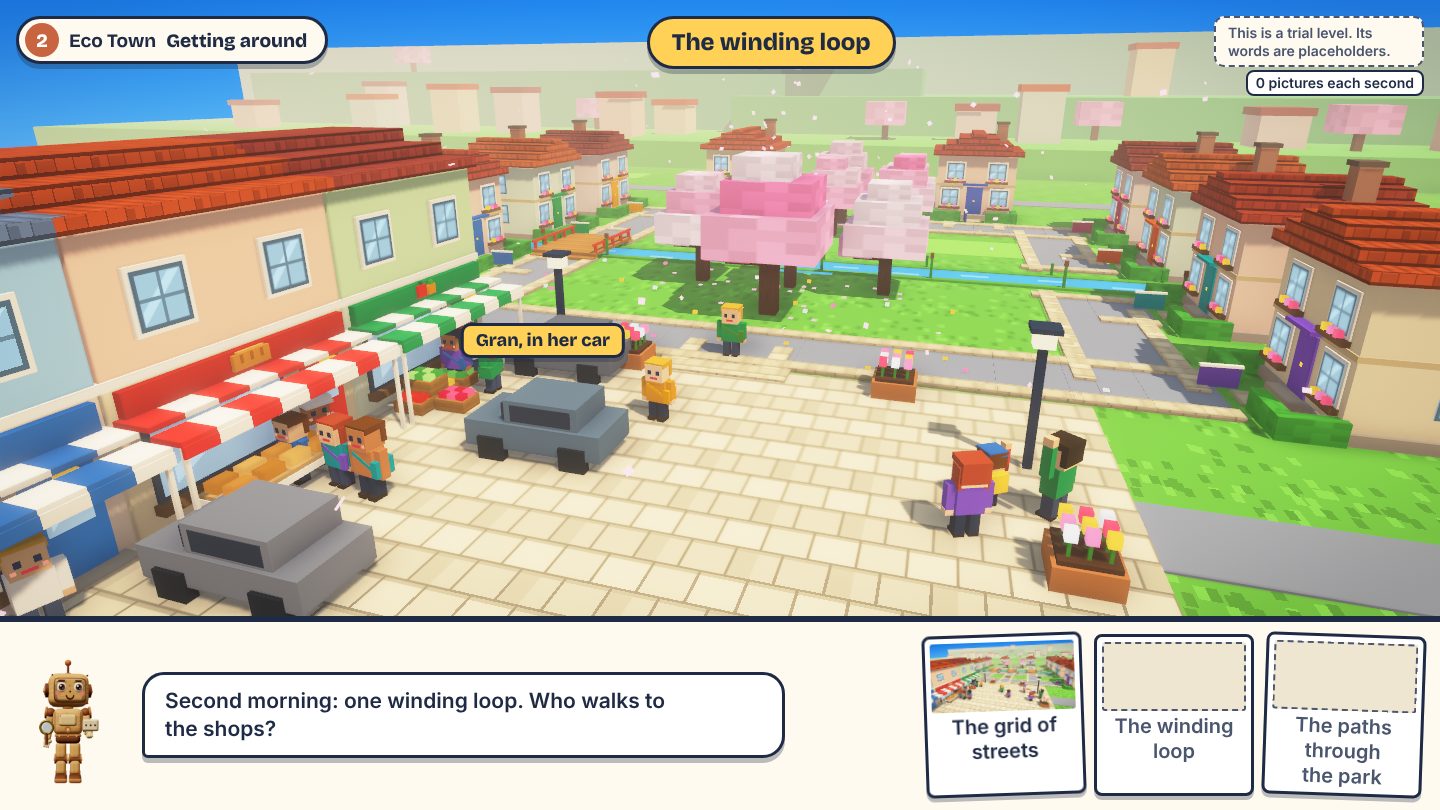 2 Eco Town Getting around
The winding loop
This is a trial level. Its
words are placeholders.
0 pictures each second
Gran, in her car
Second morning: one winding loop. Who walks to
the shops?
The grid of
streets
The winding
loop
The paths
through
the park